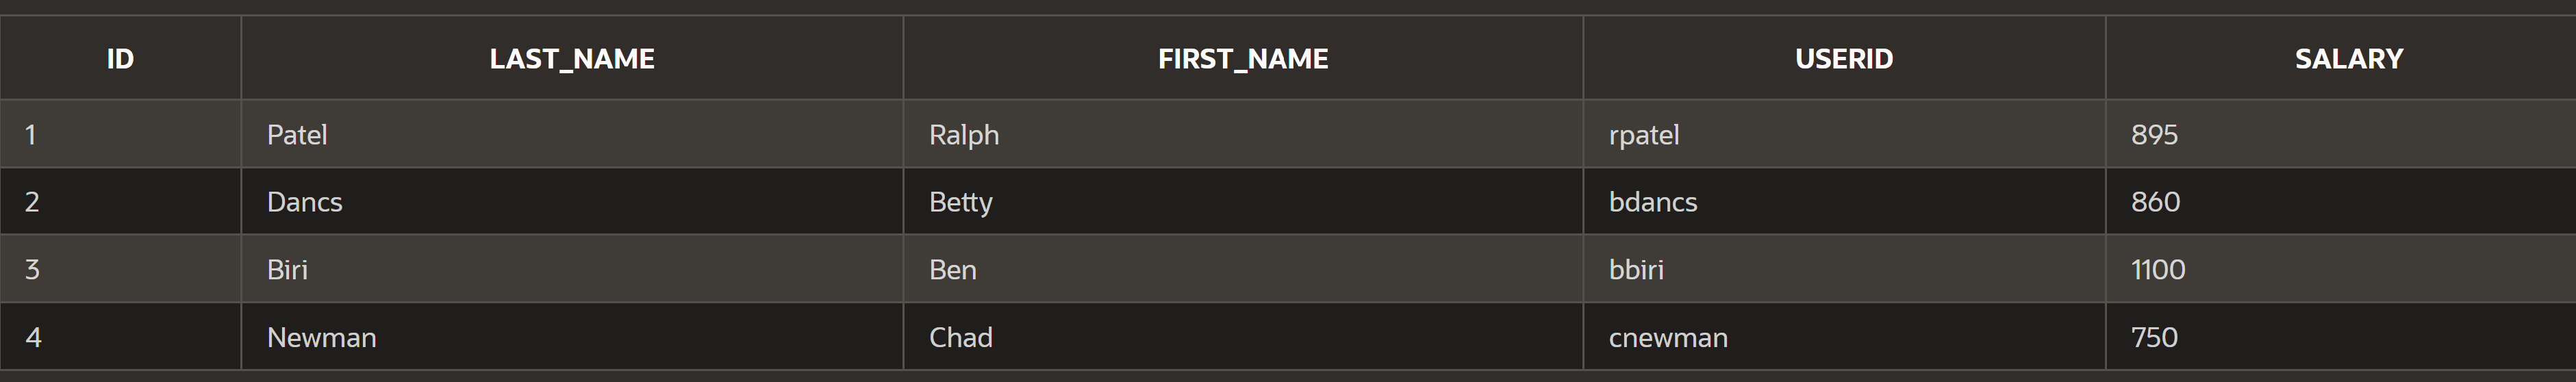 ID LAST_NAME FIRST_NAME USERID SALARY
1 Patel Ralph rpatel 895
2 Dancs Betty bdancs 860
3 Biri Ben bbiri 1100
4 Newman Chad cnewman 750